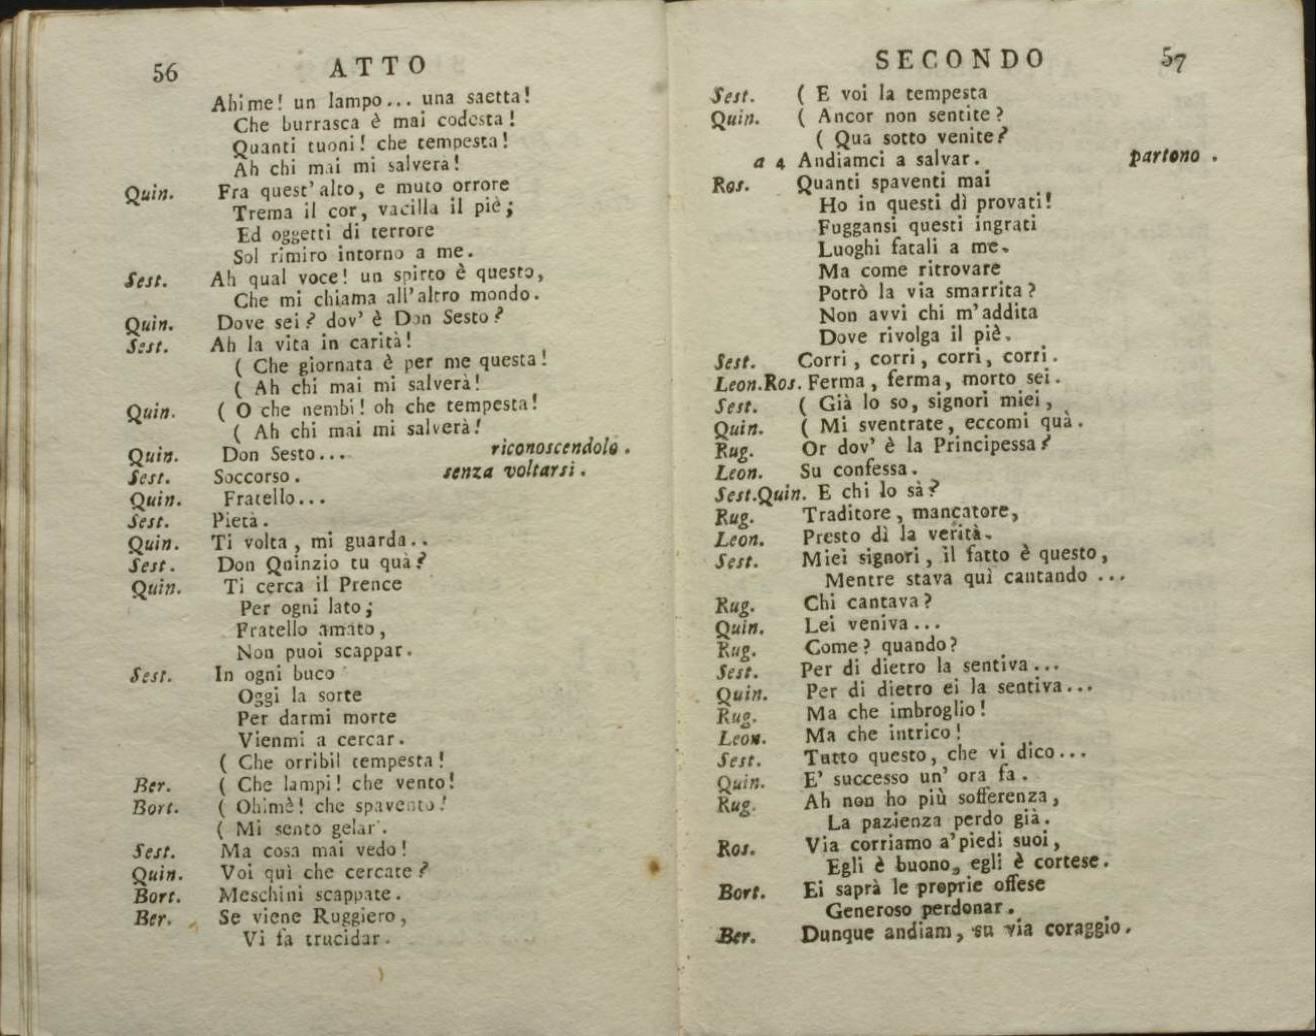 56 ATTO
Ahime! un lampo... una saetta!
Che burrasca è mai codesta!
Quanti tuoni! che tempesta!
Ah chi mai mi salverà!
Quin. Fra quest' alto, e muto orrore
Trema il cor, vacilla il piè;
Ed oggetti di terrore
Sol rimiro intorno a me.
Sest. Ah qual voce! un spirto è questo,
Che mi chiama all'altro mondo.
Quin. Dove sei? dov' è Don Sesto?
Sest. Ah la vita in carità!
( Che giornata è per me questa!
( Ah chi mai mi salverà!
Quin. ( O che nembi! oh che tempesta!
( Ah chi mai mi salverà!
Quin. Don Sesto... riconoscendolo.
Sest. Soccorso. senza voltarsi.
Quin. Fratello...
Sest. Pietà.
Quin. Ti volta, mi guarda..
Sest. Don Quinzio tu quà?
Quin. Ti cerca il Prence
Per ogni lato;
Fratello amato,
Non puoi scappar.
Sest. In ogni buco
Oggi la sorte
Per darmi morte
Vienmi a cercar.
( Che orribil tempesta!
Ber. ( Che lampi! che vento!
Bort. ( Ohimè! che spavento!
( Mi sento gelar.
Sest. Ma cosa mai vedo!
Quin. Voi quì che cercate?
Bort. Meschini scappate.
Ber. Se viene Ruggiero,
Vi fa trucidar.
SECONDO 57
Sest. ( E voi la tempesta
Quin. ( Ancor non sentite?
( Qua sotto venite?
a 4 Andiamci a salvar. partono.
Ros. Quanti spaventi mai
Ho in questi dì provati!
Fuggansi questi ingrati
Luoghi fatali a me.
Ma come ritrovare
Potrò la via smarrita?
Non avvi chi m'addita
Dove rivolga il piè.
Sest. Corri, corri, corri, corri.
Leon.Ros. Ferma, ferma, morto sei.
Sest. ( Già lo so, signori miei,
Quin. ( Mi sventrate, eccomi quà.
Rug. Or dov' è la Principessa?
Leon. Su confessa.
Sest.Quin. E chi lo sà?
Rug. Traditore, mancatore,
Leon. Presto dì la verità.
Sest. Miei signori, il fatto è questo,
Mentre stava quì cantando ...
Rug. Chi cantava?
Quin. Lei veniva...
Rug. Come? quando?
Sest. Per di dietro la sentiva...
Quin. Per di dietro ei la sentiva...
Rug. Ma che imbroglio!
Leon. Ma che intrico!
Sest. Tutto questo, che vi dico...
Quin. E' successo un' ora fa.
Rug. Ah non ho più sofferenza,
La pazienza perdo già.
Ros. Via corriamo a'piedi suoi,
Egli è buono, egli è cortese.
Bort. Ei saprà le proprie offese
Generoso perdonar.
Ber. Dunque andiam, su via coraggio.